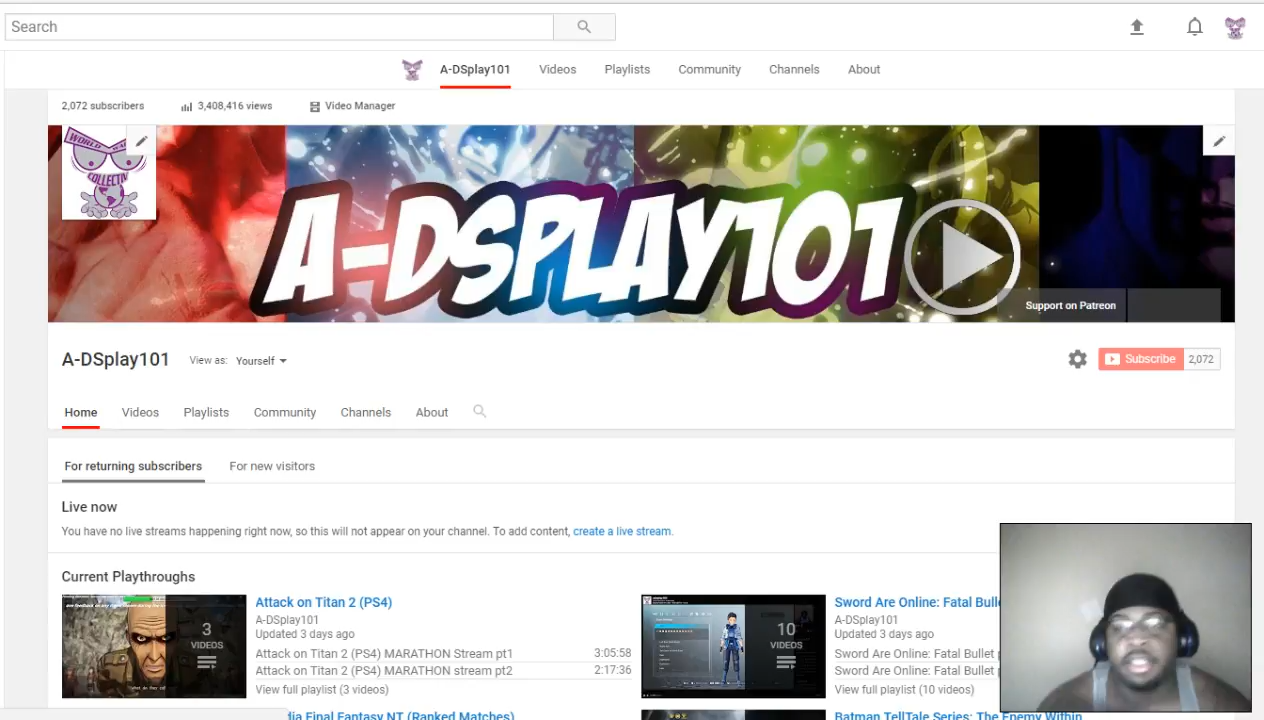 Search
A-DSplay101 Videos Playlists Community Channels About
2,072 subscribers 3,408,416 views Video Manager
WORLD
COLLECTIV
A-DSPLAY101
Support on Patreon
A-DSplay101 View as: Yourself Subscribe 2,072
Home Videos Playlists Community Channels About
For returning subscribers For new visitors
Live now
You have no live streams happening right now, so this will not appear on your channel. To add content, create a live stream.
Current Playthroughs
3 VIDEOS
Attack on Titan 2 (PS4)
A-DSplay101
Updated 3 days ago
Attack on Titan 2 (PS4) MARATHON Stream pt1 3:05:58
Attack on Titan 2 (PS4) MARATHON stream pt2 2:17:36
View full playlist (3 videos)
10 VIDEOS
Sword Are Online: Fatal Bulle
A-DSplay101
Updated 3 days ago
Sword Are Online: Fatal Bullet p
Sword Are Online: Fatal Bullet p
View full playlist (10 videos)
dia Final Fantasy NT (Ranked Matches)
Batman TellTale Series: The Enemy Within